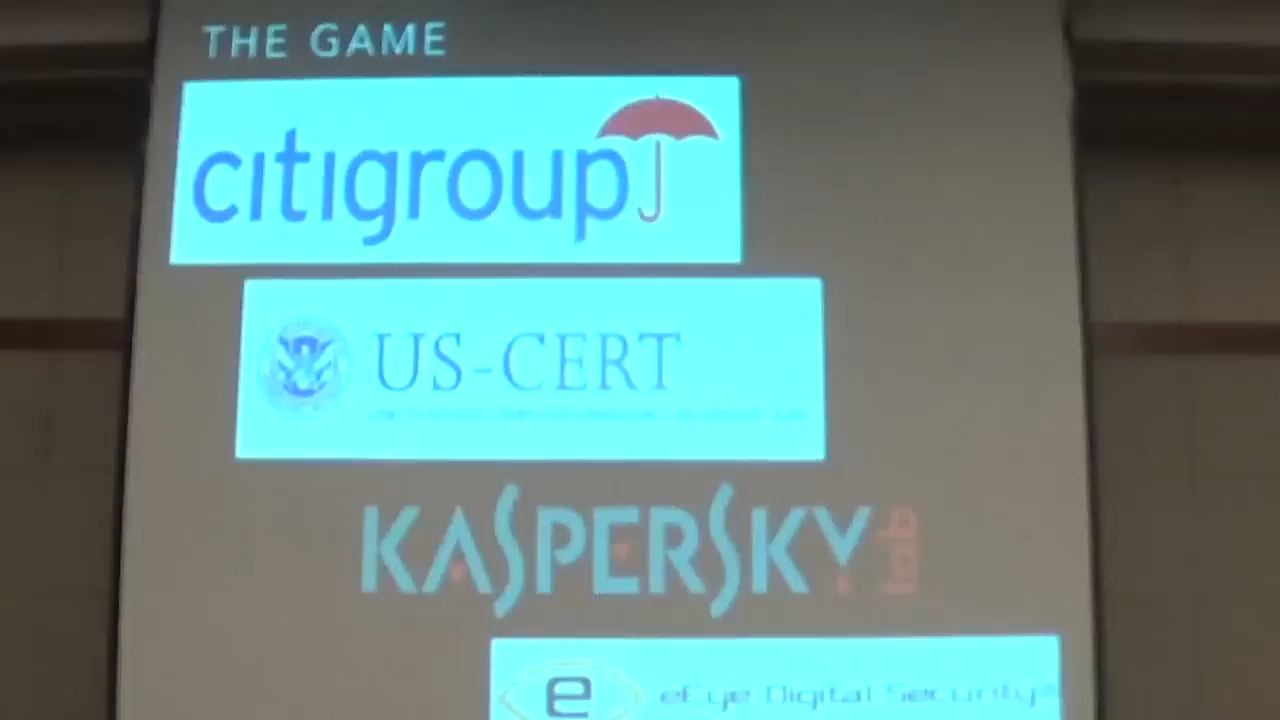 THE GAME
citigroup
US-CERT
KASPERSKY lab
e eEye Digital Security